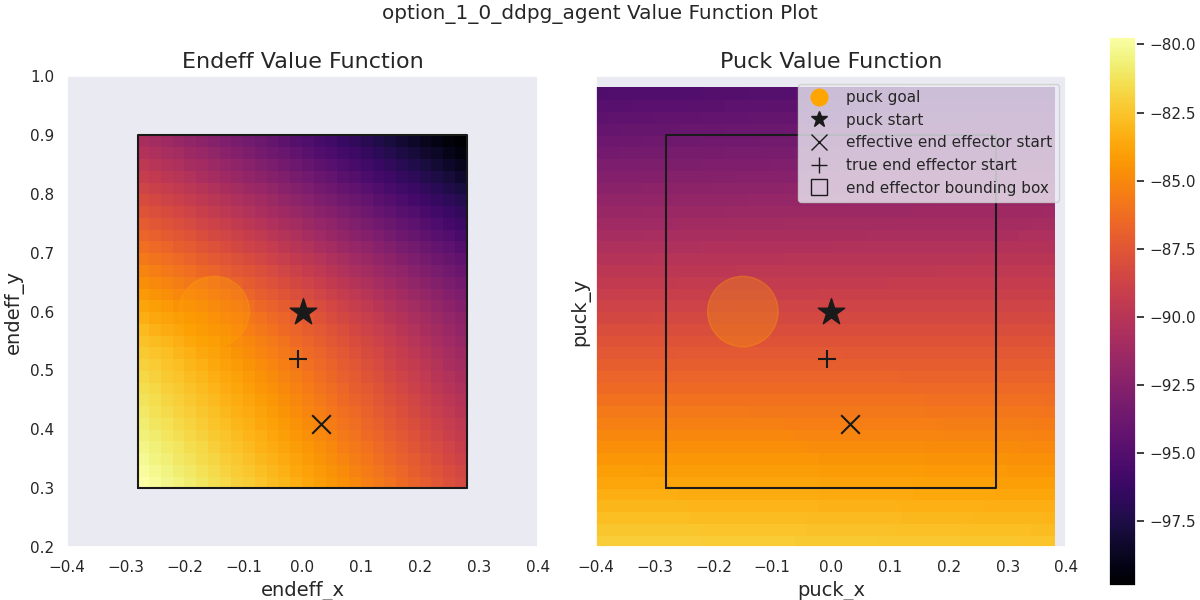 option_1_0_ddpg_agent Value Function Plot
Endeff Value Function
1.0
0.9
0.8
0.7
0.6
0.5
0.4
0.3
0.2
endeff_y
−0.4
−0.3
−0.2
−0.1
0.0
0.1
0.2
0.3
0.4
endeff_x
Puck Value Function
puck goal
puck start
effective end effector start
true end effector start
end effector bounding box
puck_y
−0.4
−0.3
−0.2
−0.1
0.0
0.1
0.2
0.3
0.4
puck_x
−80.0
−82.5
−85.0
−87.5
−90.0
−92.5
−95.0
−97.5